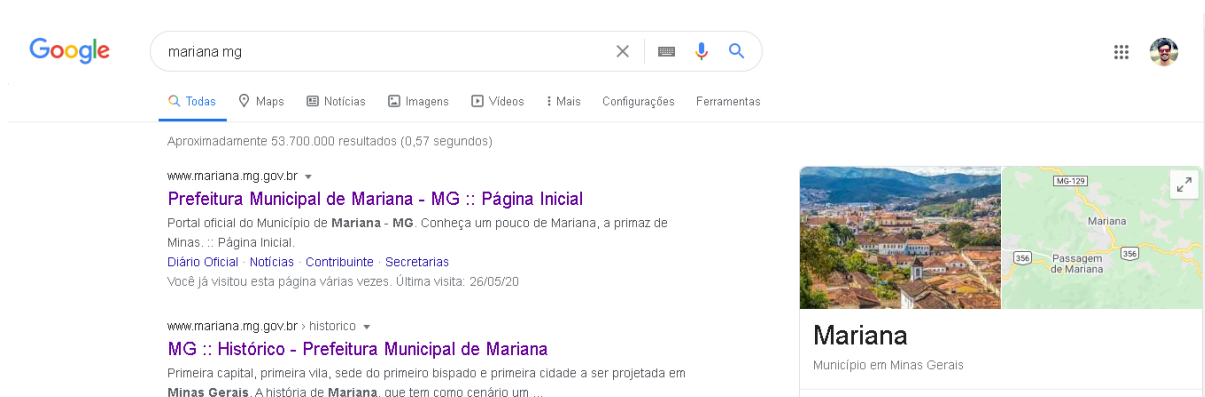 Google
mariana mg
Todas Maps Notícias Imagens Vídeos Mais Configurações Ferramentas
Aproximadamente 53.700.000 resultados (0,57 segundos)
www.mariana.mg.gov.br
Prefeitura Municipal de Mariana - MG :: Página Inicial
Portal oficial do Município de Mariana - MG. Conheça um pouco de Mariana, a primaz de
Minas. :: Página Inicial.
Diário Oficial · Notícias · Contribuinte · Secretarias
Você já visitou esta página várias vezes. Última visita: 26/05/20
www.mariana.mg.gov.br › historico
MG :: Histórico - Prefeitura Municipal de Mariana
Primeira capital, primeira vila, sede do primeiro bispado e primeira cidade a ser projetada em
Minas Gerais. A história de Mariana, que tem como cenário um ...
MG-129
Mariana
356
Passagem
de Mariana
356
Mariana
Município em Minas Gerais